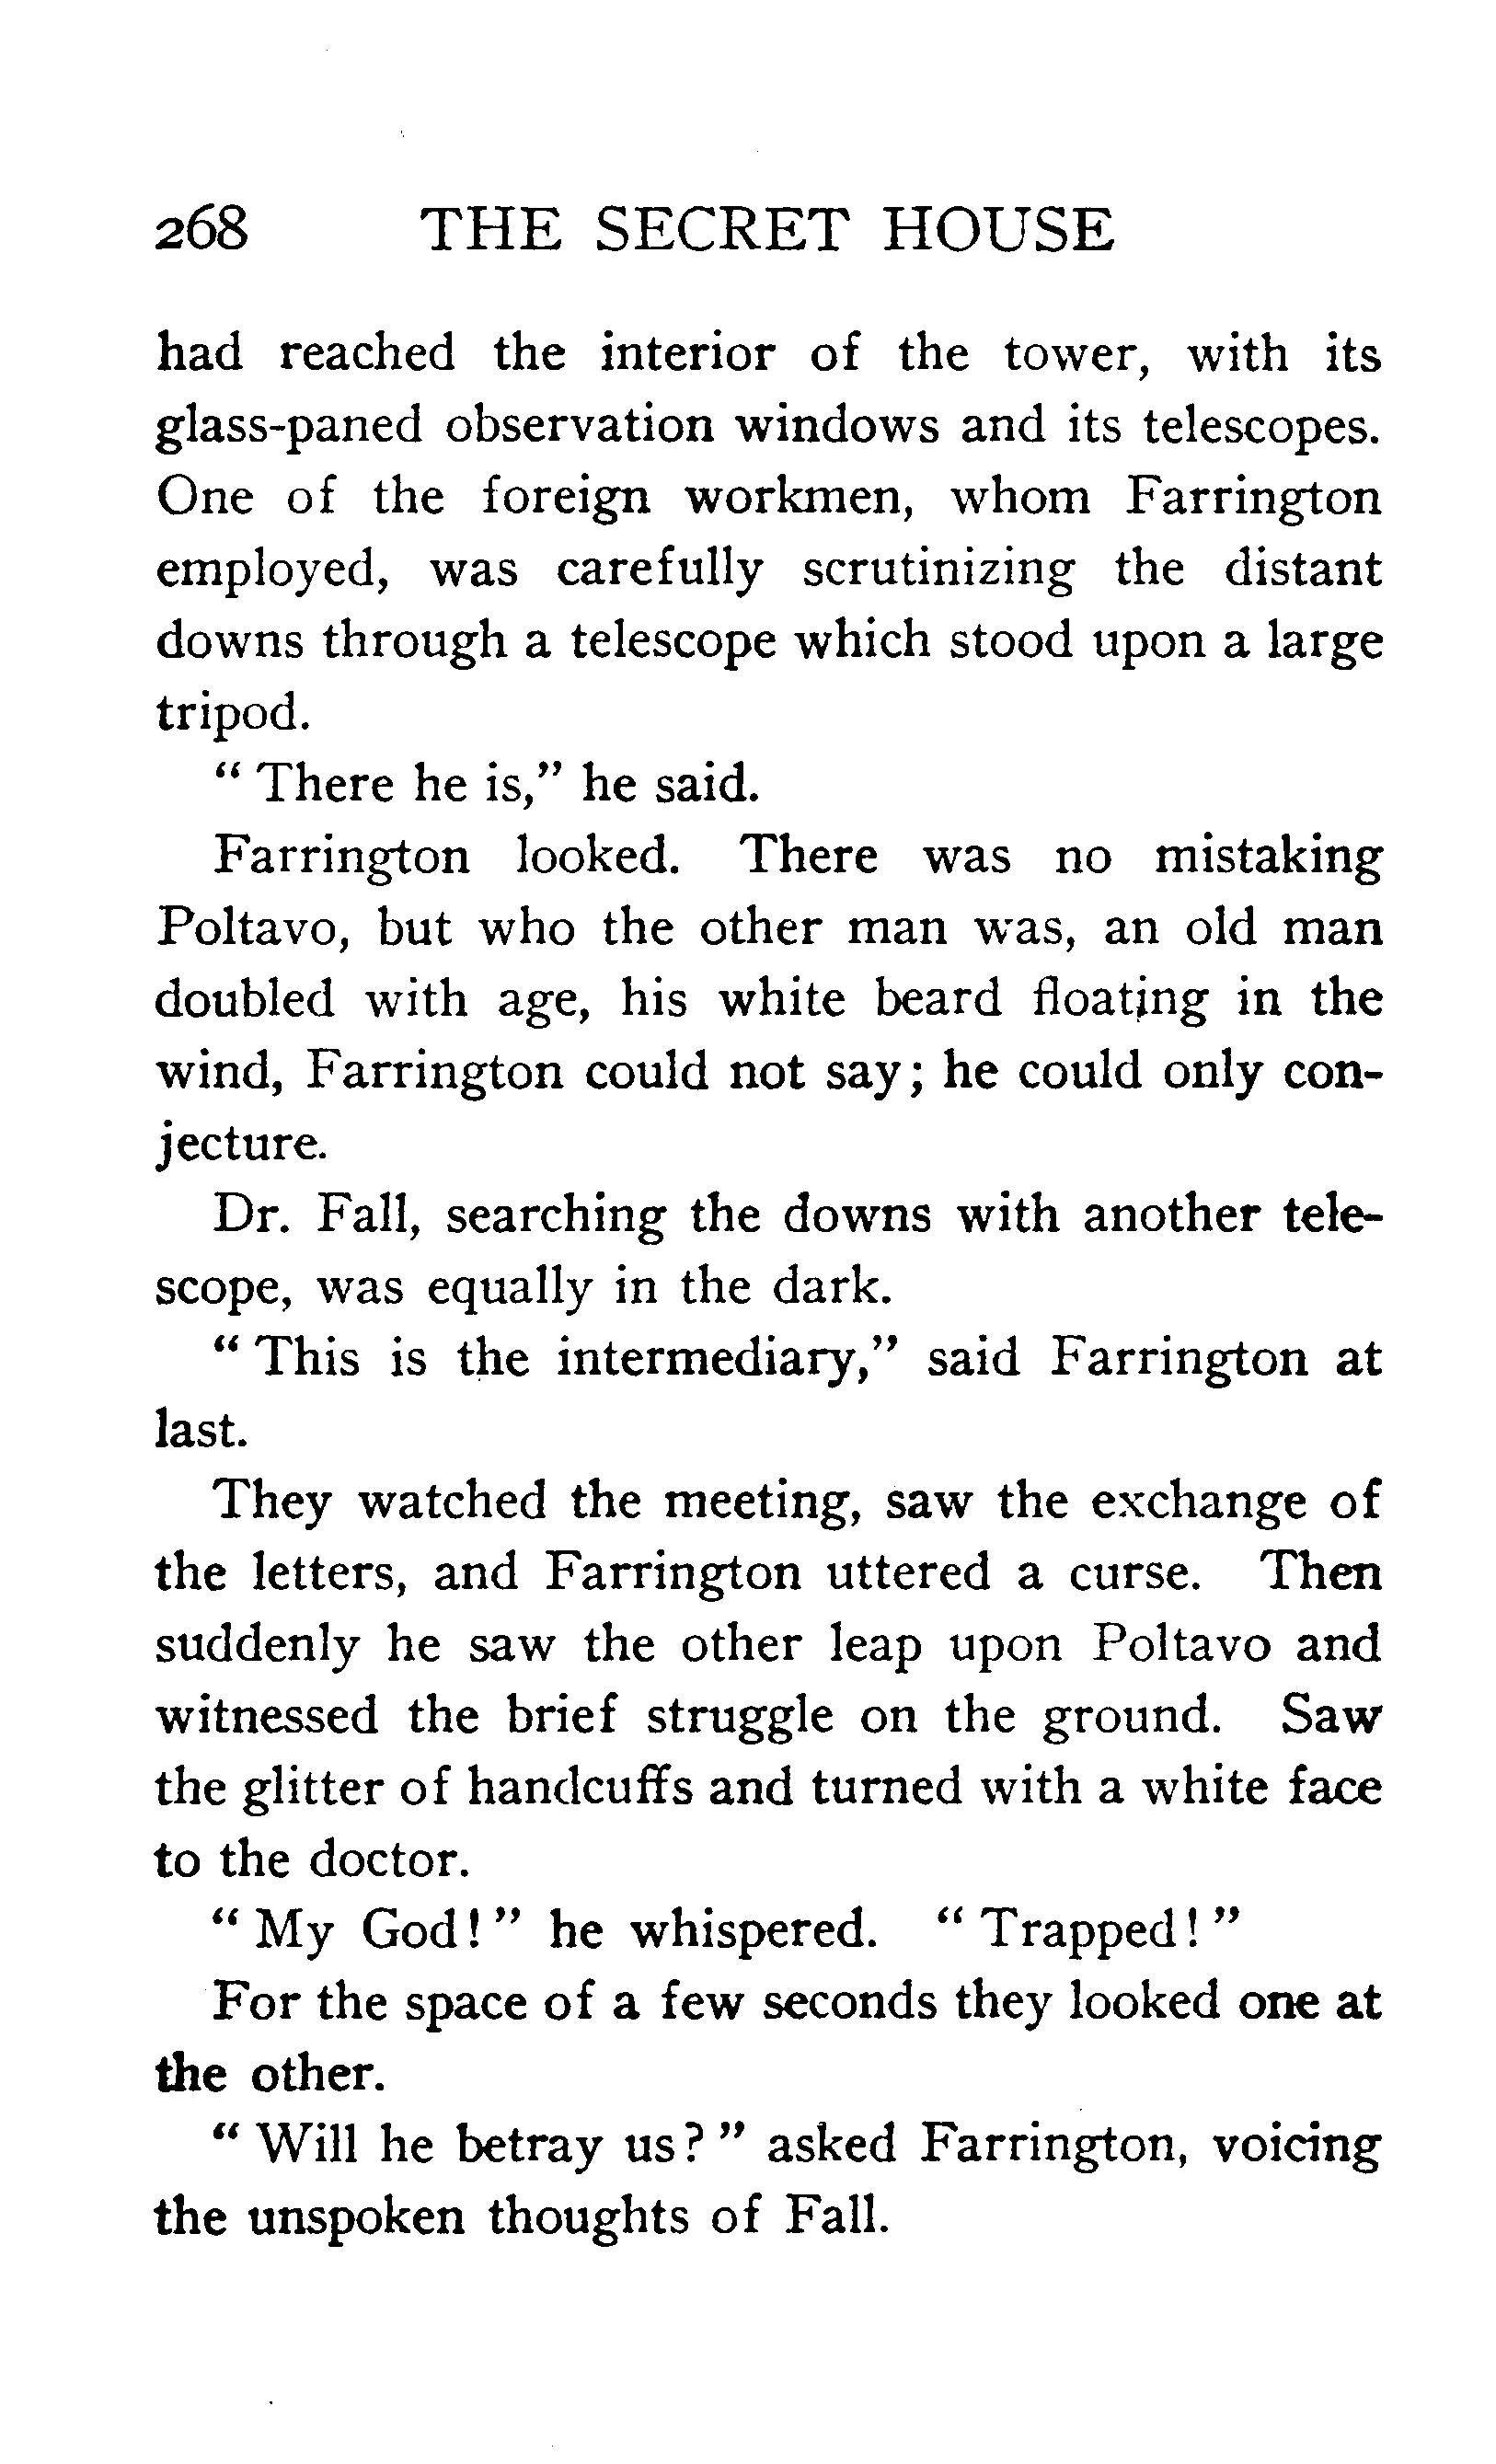 268 THE SECRET HOUSE
had reached the interior of the tower, with its
glass-paned observation windows and its telescopes.
One of the foreign workmen, whom Farrington
employed, was carefully scrutinizing the distant
downs through a telescope which stood upon a large
tripod.
" There he is," he said.
Farrington looked. There was no mistaking
Poltavo, but who the other man was, an old man
doubled with age, his white beard floating in the
wind, Farrington could not say; he could only con-
jecture.
Dr. Fall, searching the downs with another tele-
scope, was equally in the dark.
" This is the intermediary," said Farrington at
last.
They watched the meeting, saw the exchange of
the letters, and Farrington uttered a curse. Then
suddenly he saw the other leap upon Poltavo and
witnessed the brief struggle on the ground. Saw
the glitter of handcuffs and turned with a white face
to the doctor.
" My God! " he whispered. " Trapped! "
For the space of a few seconds they looked one at
the other.
" Will he betray us? " asked Farrington, voicing
the unspoken thoughts of Fall.